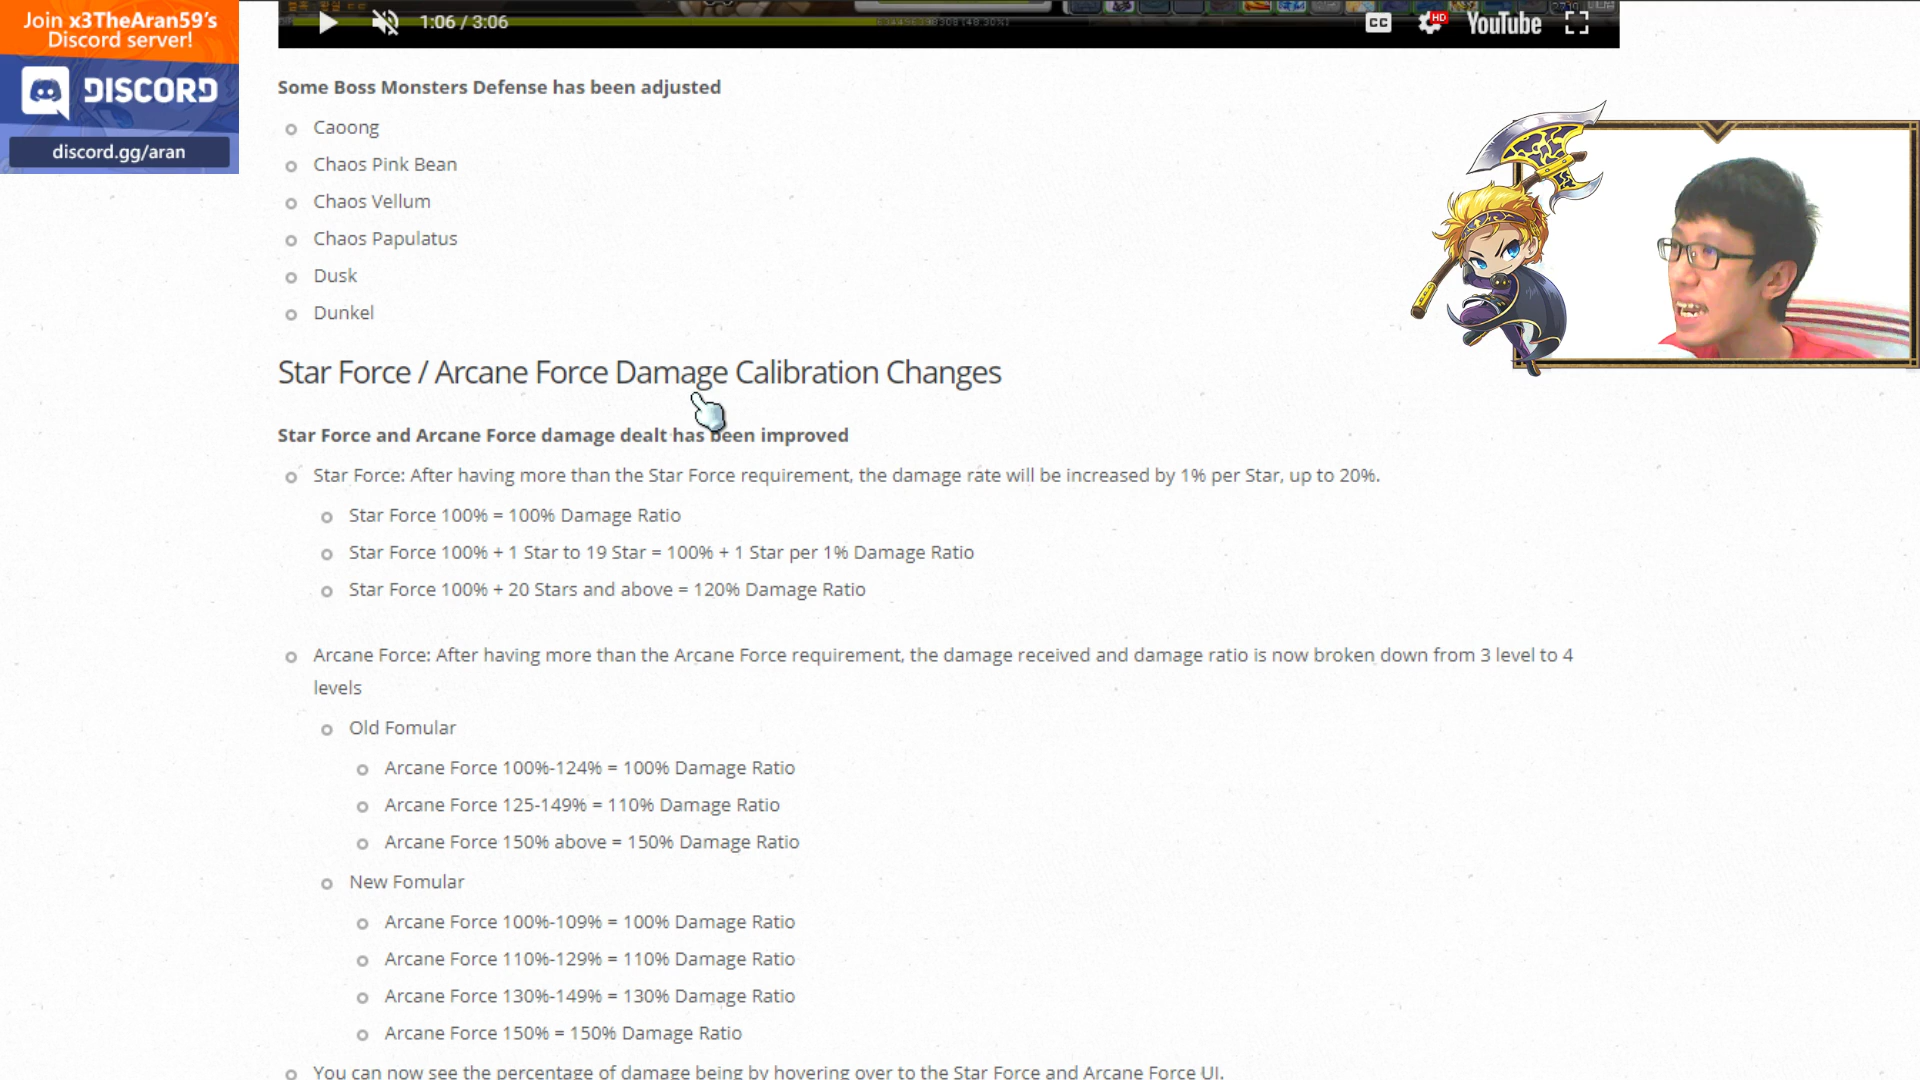 Join x3TheAran59's
Discord server!
DISCORD
discord.gg/aran
1:06 / 3:06
CC
HD
YouTube
Some Boss Monsters Defense has been adjusted
Caoong
Chaos Pink Bean
Chaos Vellum
Chaos Papulatus
Dusk
Dunkel
Star Force / Arcane Force Damage Calibration Changes
Star Force and Arcane Force damage dealt has been improved
Star Force: After having more than the Star Force requirement, the damage rate will be increased by 1% per Star, up to 20%.
Star Force 100% = 100% Damage Ratio
Star Force 100% + 1 Star to 19 Star = 100% + 1 Star per 1% Damage Ratio
Star Force 100% + 20 Stars and above = 120% Damage Ratio
Arcane Force: After having more than the Arcane Force requirement, the damage received and damage ratio is now broken down from 3 level to 4
levels
Old Fomular
Arcane Force 100%-124% = 100% Damage Ratio
Arcane Force 125-149% = 110% Damage Ratio
Arcane Force 150% above = 150% Damage Ratio
New Fomular
Arcane Force 100%-109% = 100% Damage Ratio
Arcane Force 110%-129% = 110% Damage Ratio
Arcane Force 130%-149% = 130% Damage Ratio
Arcane Force 150% = 150% Damage Ratio
You can now see the percentage of damage being by hovering over to the Star Force and Arcane Force UI.